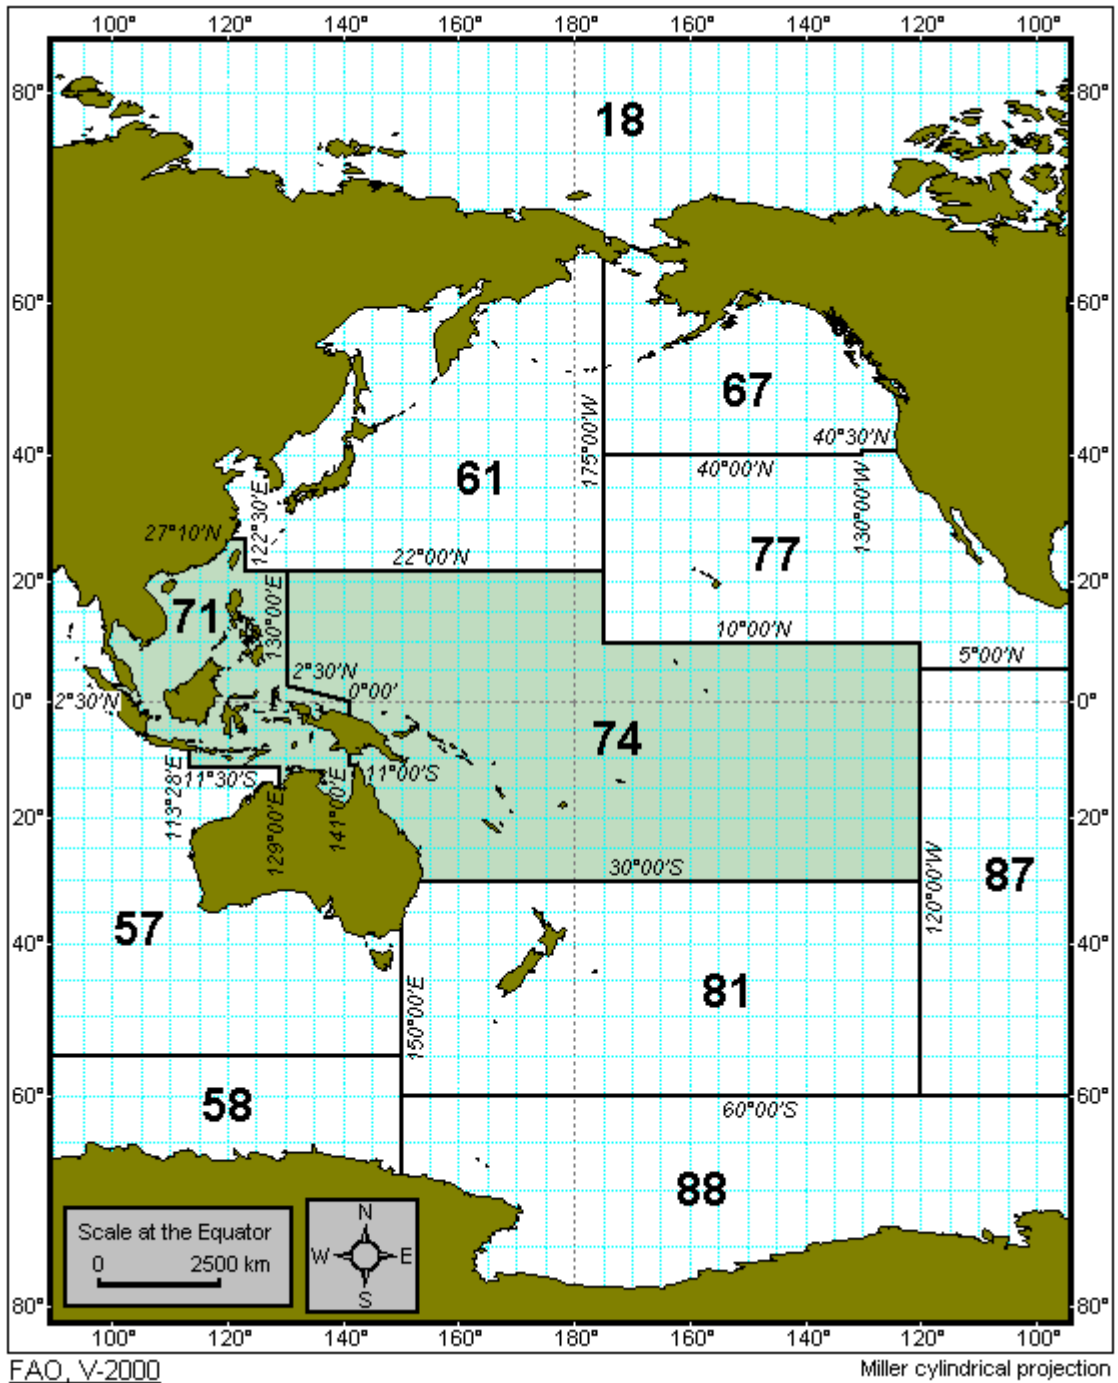 100° 120° 140° 160° 180° 160° 140° 120° 100°
80° 80°
18
60° 60°
67
40°30'N
40° 40°
175°00'W
40°00'N
130°00'W
61
122°30'E
27°10'N
77
22°00'N
20° 20°
130°00'E
71
10°00'N
5°00'N
2°30'N
0°00'
0° 2°30'N 0°
74
11°00'S
113°28'E
11°30'S
129°00'E
141°00'E
20° 20°
30°00'S
87
120°00'W
57
40° 40°
81
150°00'E
60° 60°
58
60°00'S
88
Scale at the Equator
0 2500 km
N
W E
S
80° 80°
100° 120° 140° 160° 180° 160° 140° 120° 100°
FAO, V-2000
Miller cylindrical projection